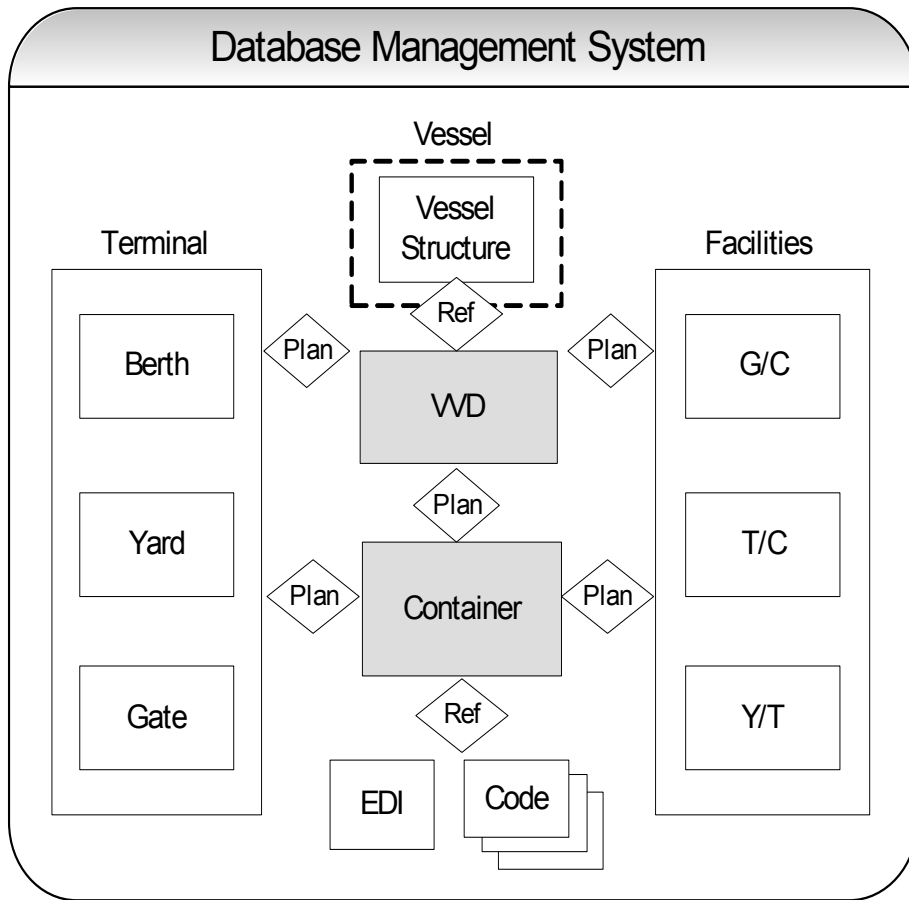 Database Management System
Vessel
Vessel
Structure
Terminal
Facilities
Ref
Plan
Plan
Berth
G/C
VVD
Plan
Yard
T/C
Plan
Container
Plan
Gate
Ref
Y/T
EDI
Code